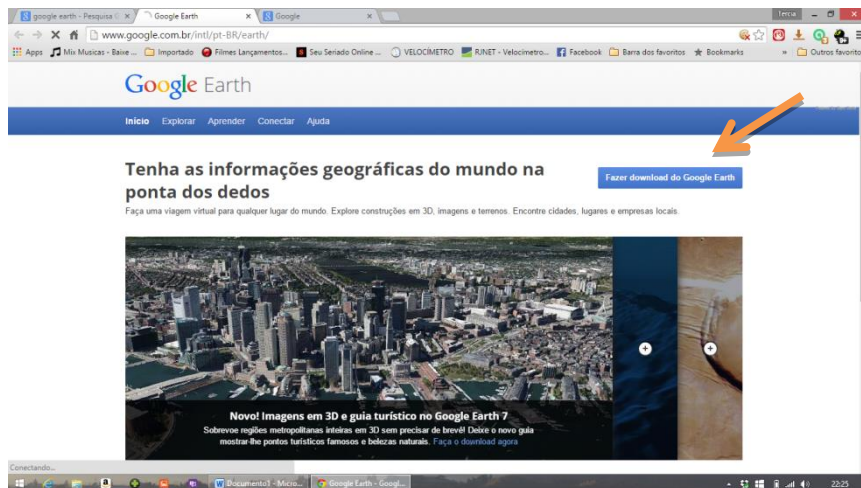 google earth - Pesquisa G
Google Earth
Google
Tercia
www.google.com.br/intl/pt-BR/earth/
Apps
Mix Musicas - Baixe ...
Importado
Filmes Lançamentos...
Seu Seriado Online ...
VELOCÍMETRO
RJNET - Velocimetro...
Facebook
Barra dos favoritos
Bookmarks
»
Outros favorito
Google Earth
Início Explorar Aprender Conectar Ajuda
Tenha as informações geográficas do mundo na
ponta dos dedos
Fazer download do Google Earth
Faça uma viagem virtual para qualquer lugar do mundo. Explore construções em 3D, imagens e terrenos. Encontre cidades, lugares e empresas locais.
Novo! Imagens em 3D e guia turístico no Google Earth 7
Sobrevoe regiões metropolitanas inteiras em 3D sem precisar de brevê! Deixe o novo guia
mostrar-lhe pontos turísticos famosos e belezas naturais. Faça o download agora
Conectando...
Documento1 - Micro...
Google Earth - Googl...
22:25